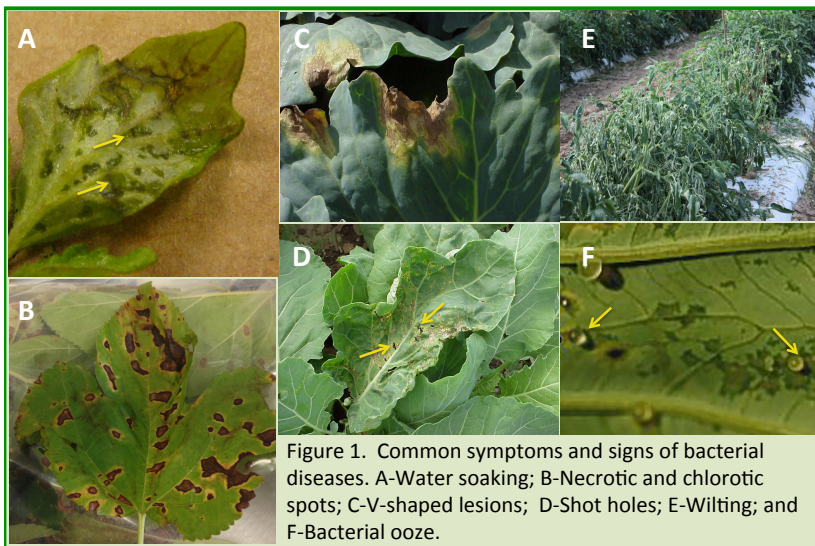 A
C
E
D
F
B
Figure 1. Common symptoms and signs of bacterial
diseases. A-Water soaking; B-Necrotic and chlorotic
spots; C-V-shaped lesions; D-Shot holes; E-Wilting; and
F-Bacterial ooze.